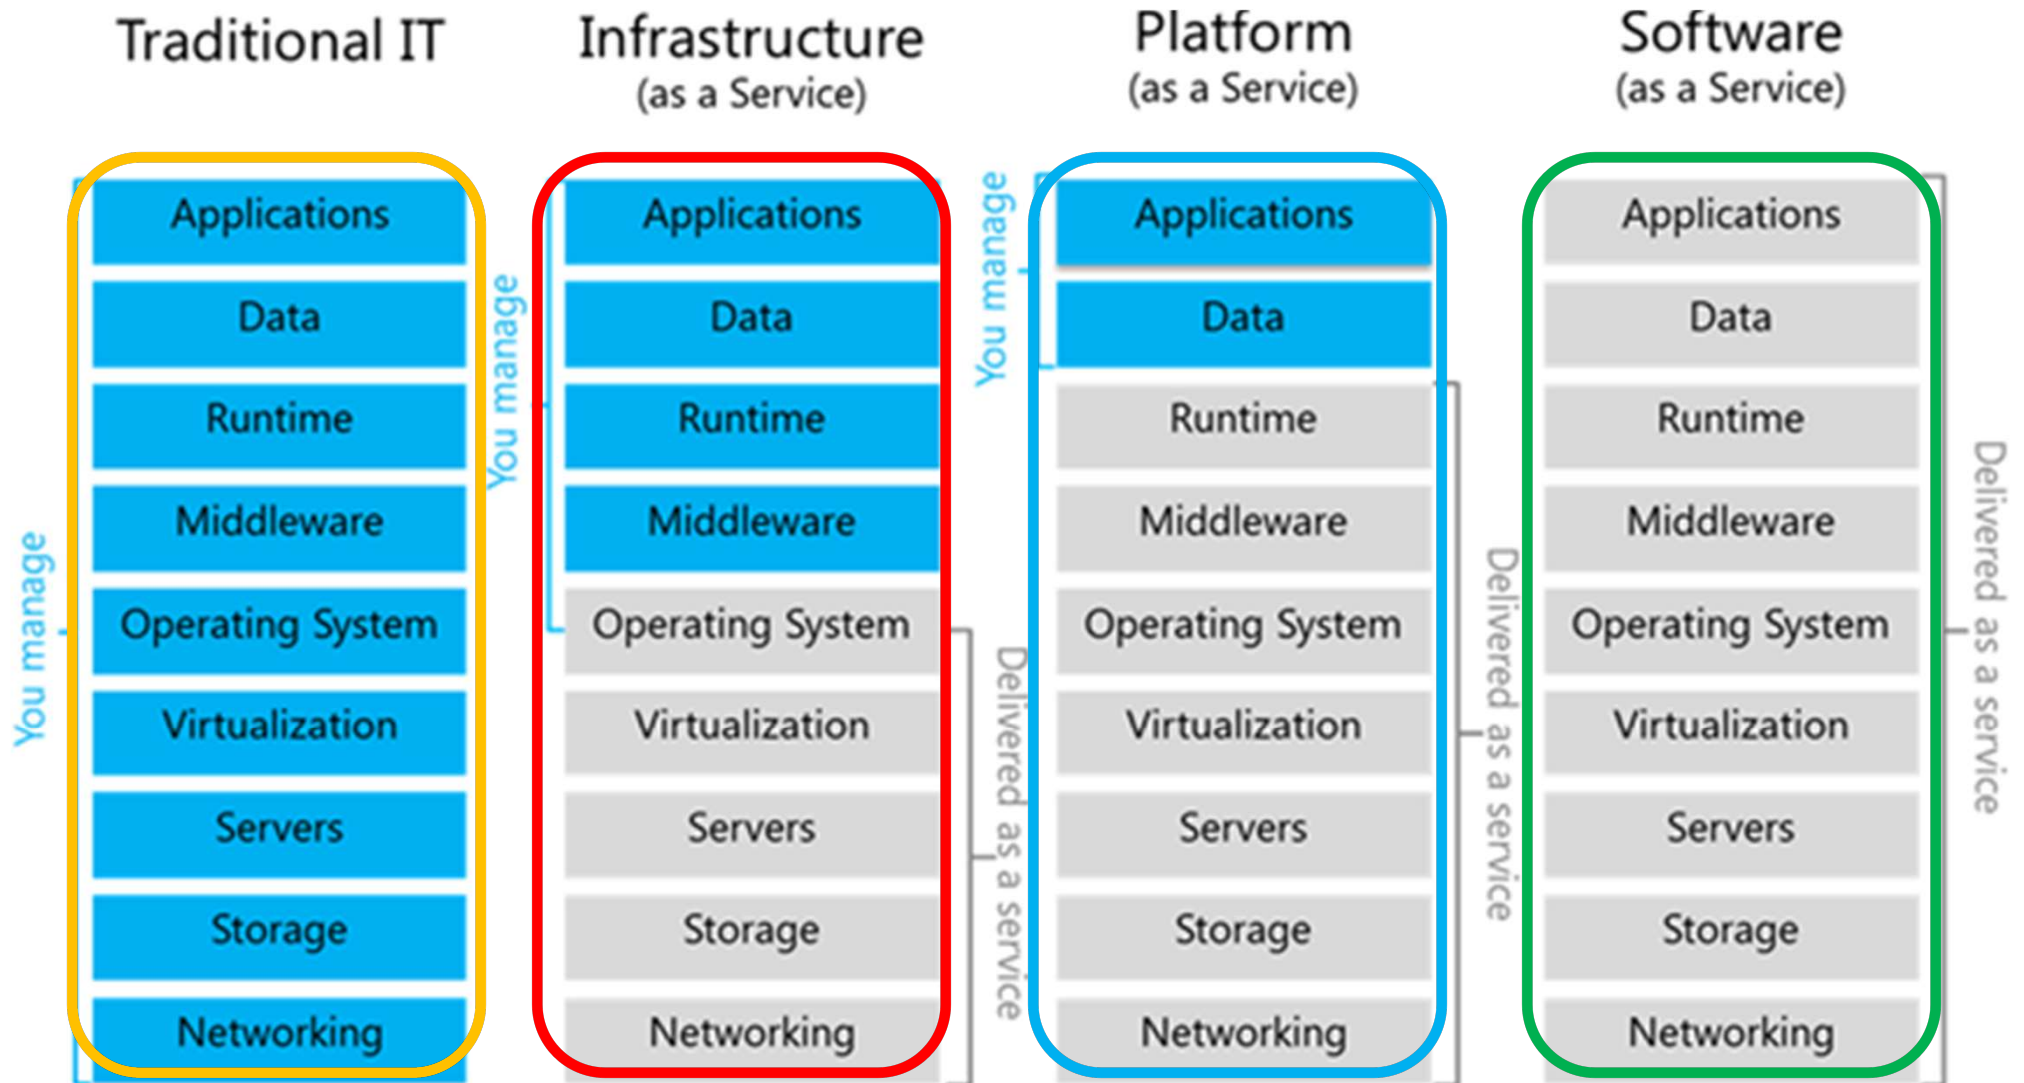 Traditional IT
You manage
Applications
Data
Runtime
Middleware
Operating System
Virtualization
Servers
Storage
Networking
Infrastructure
(as a Service)
You manage
Applications
Data
Runtime
Middleware
Operating System
Virtualization
Servers
Storage
Networking
Delivered as a service
Platform
(as a Service)
You manage
Applications
Data
Runtime
Middleware
Operating System
Virtualization
Servers
Storage
Networking
Delivered as a service
Software
(as a Service)
Applications
Data
Runtime
Middleware
Operating System
Virtualization
Servers
Storage
Networking
Delivered as a service